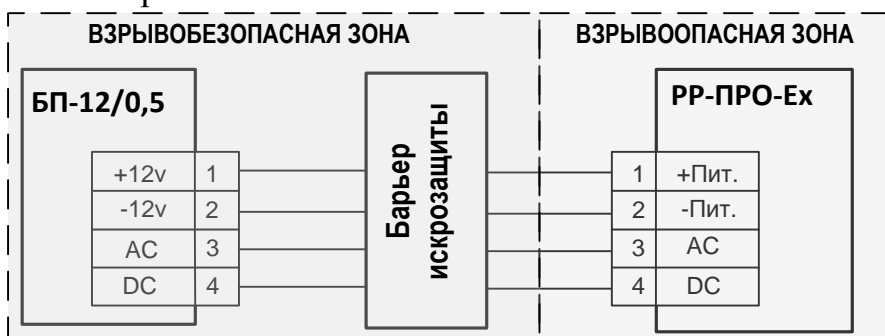 ВЗРЫВОБЕЗОПАСНАЯ ЗОНА
ВЗРЫВООПАСНАЯ ЗОНА
БП-12/0,5
+12v 1
-12v 2
AC 3
DC 4
Барьер
искрозащиты
РР-ПРО-Ex
1 +Пит.
2 -Пит.
3 AC
4 DC